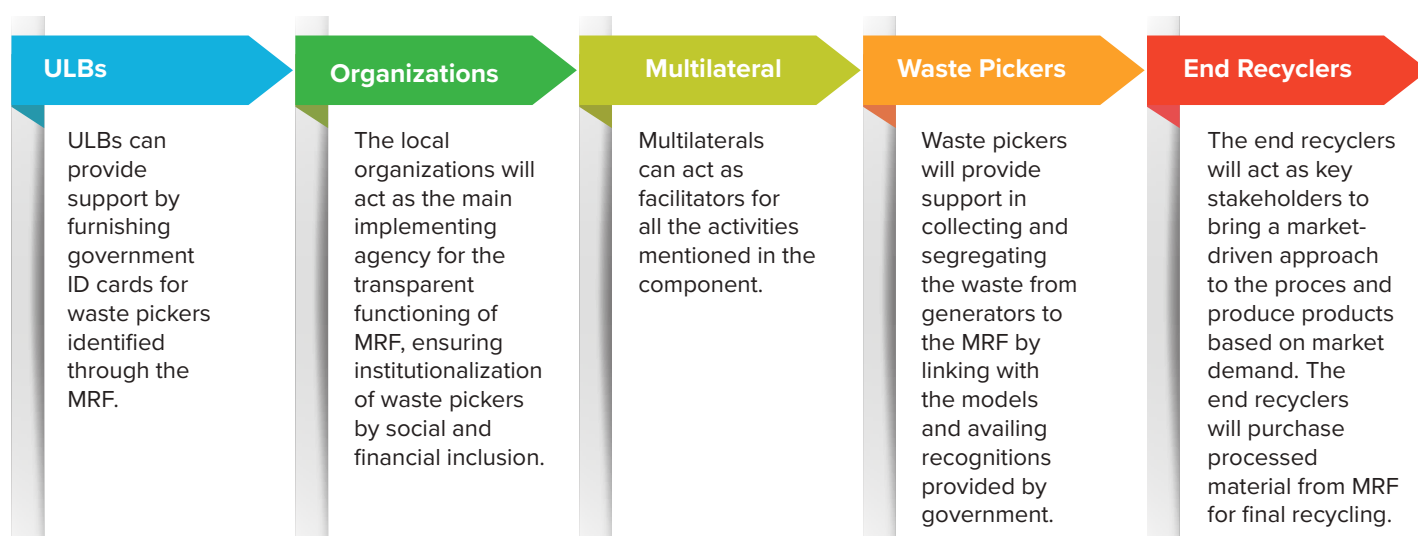 ULBs
ULBs can
provide
support by
furnishing
government
ID cards for
waste pickers
identified
through the
MRF.
Organizations
The local
organizations will
act as the main
implementing
agency for the
transparent
functioning of
MRF, ensuring
institutionalization
of waste pickers
by social and
financial inclusion.
Multilateral
Multilaterals
can act as
facilitators for
all the activities
mentioned in the
component.
Waste Pickers
Waste pickers
will provide
support in
collecting and
segregating
the waste from
generators to
the MRF by
linking with
the models
and availing
recognitions
provided by
government.
End Recyclers
The end recyclers
will act as key
stakeholders to
bring a market-
driven approach
to the proces and
produce products
based on market
demand. The
end recyclers
will purchase
processed
material from MRF
for final recycling.